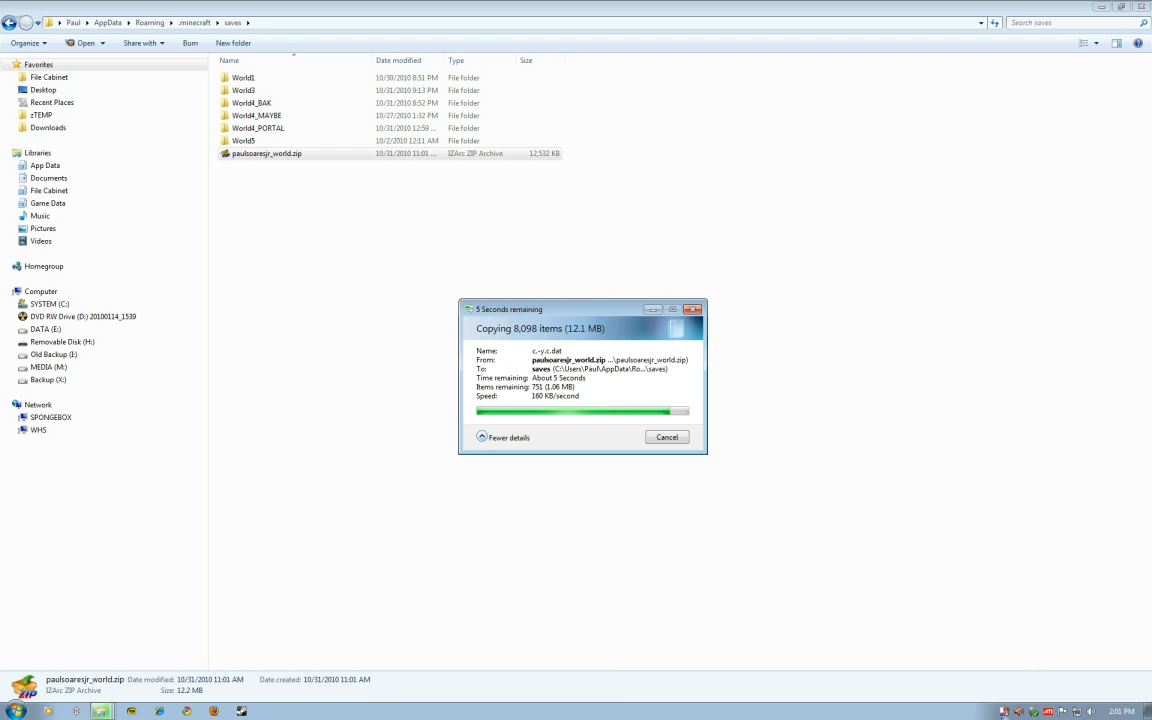 Paul ▸ AppData ▸ Roaming ▸ .minecraft ▸ saves ▸
Search saves
Organize
Open
Share with
Burn
New folder
Favorites
File Cabinet
Desktop
Recent Places
zTEMP
Downloads
Libraries
App Data
Documents
File Cabinet
Game Data
Music
Pictures
Videos
Homegroup
Computer
SYSTEM (C:)
DVD RW Drive (D:) 20100114_1539
DATA (E:)
Removable Disk (H:)
Old Backup (I:)
MEDIA (M:)
Backup (X:)
Network
SPONGEBOX
WHS
Name Date modified Type Size
World1 10/30/2010 8:51 PM File folder
World3 10/31/2010 9:13 PM File folder
World4_BAK 10/31/2010 8:52 PM File folder
World4_MAYBE 10/27/2010 1:32 PM File folder
World4_PORTAL 10/31/2010 12:59 ... File folder
World5 10/2/2010 12:11 AM File folder
paulsoaresjr_world.zip 10/31/2010 11:01 ... IZArc ZIP Archive 12,532 KB
5 Seconds remaining
Copying 8,098 items (12.1 MB)
Name: c.-y.c.dat
From: paulsoaresjr_world.zip ...\paulsoaresjr_world.zip)
To: saves (C:\Users\Paul\AppData\Ro...\saves)
Time remaining: About 5 Seconds
Items remaining: 751 (1.06 MB)
Speed: 160 KB/second
Fewer details
Cancel
paulsoaresjr_world.zip Date modified: 10/31/2010 11:01 AM Date created: 10/31/2010 11:01 AM
IZArc ZIP Archive Size: 12.2 MB
ZIP
ATI
2:01 PM